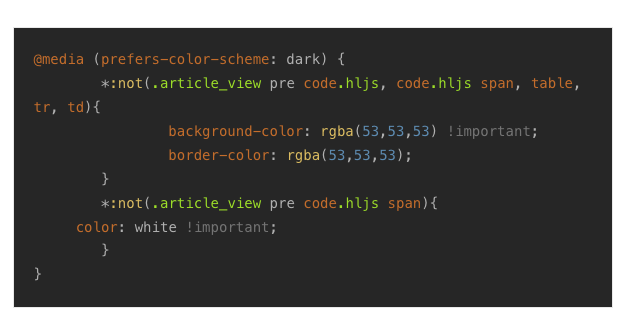 @media (prefers-color-scheme: dark) {
*:not(.article_view pre code.hljs, code.hljs span, table,
tr, td){
background-color: rgba(53,53,53) !important;
border-color: rgba(53,53,53);
}
*:not(.article_view pre code.hljs span){
color: white !important;
}
}